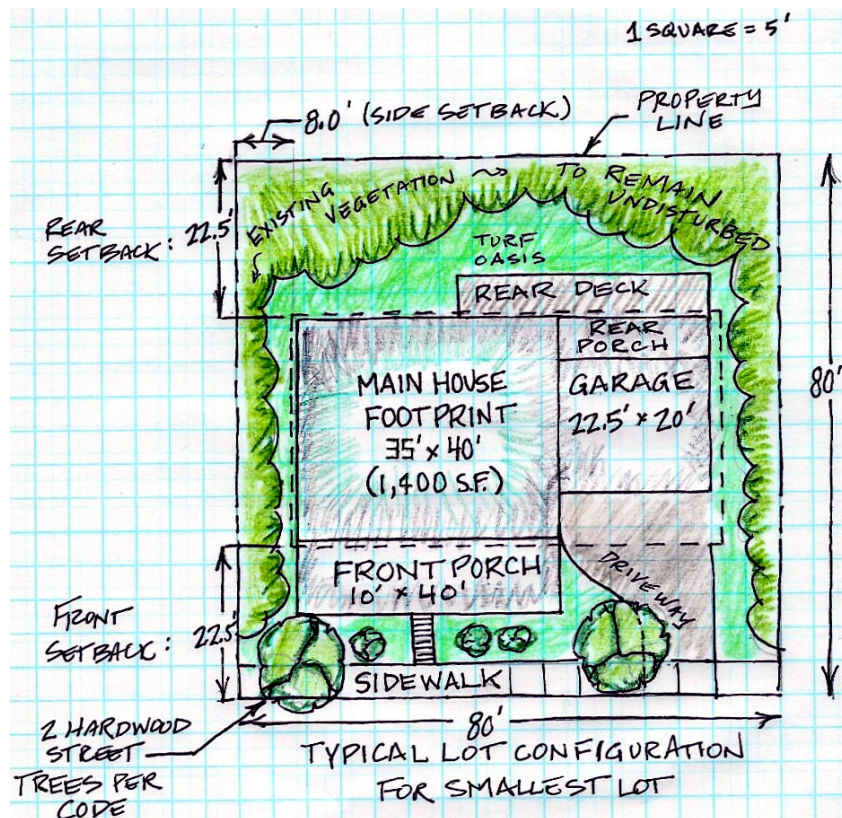 1 SQUARE = 5'
8.0' (SIDE SETBACK)
PROPERTY
LINE
EXISTING
VEGETATION ~> TO REMAIN
UNDISTURBED
REAR
SETBACK: 22.5'
TURF
OASIS
REAR DECK
REAR
PORCH
MAIN HOUSE
FOOTPRINT
35' x 40'
(1,400 S.F.)
GARAGE
22.5' x 20'
80'
FRONT PORCH
10' x 40'
DRIVEWAY
FRONT
SETBACK: 22.5'
SIDEWALK
80'
2 HARDWOOD
STREET
TREES PER
CODE
TYPICAL LOT CONFIGURATION
FOR SMALLEST LOT